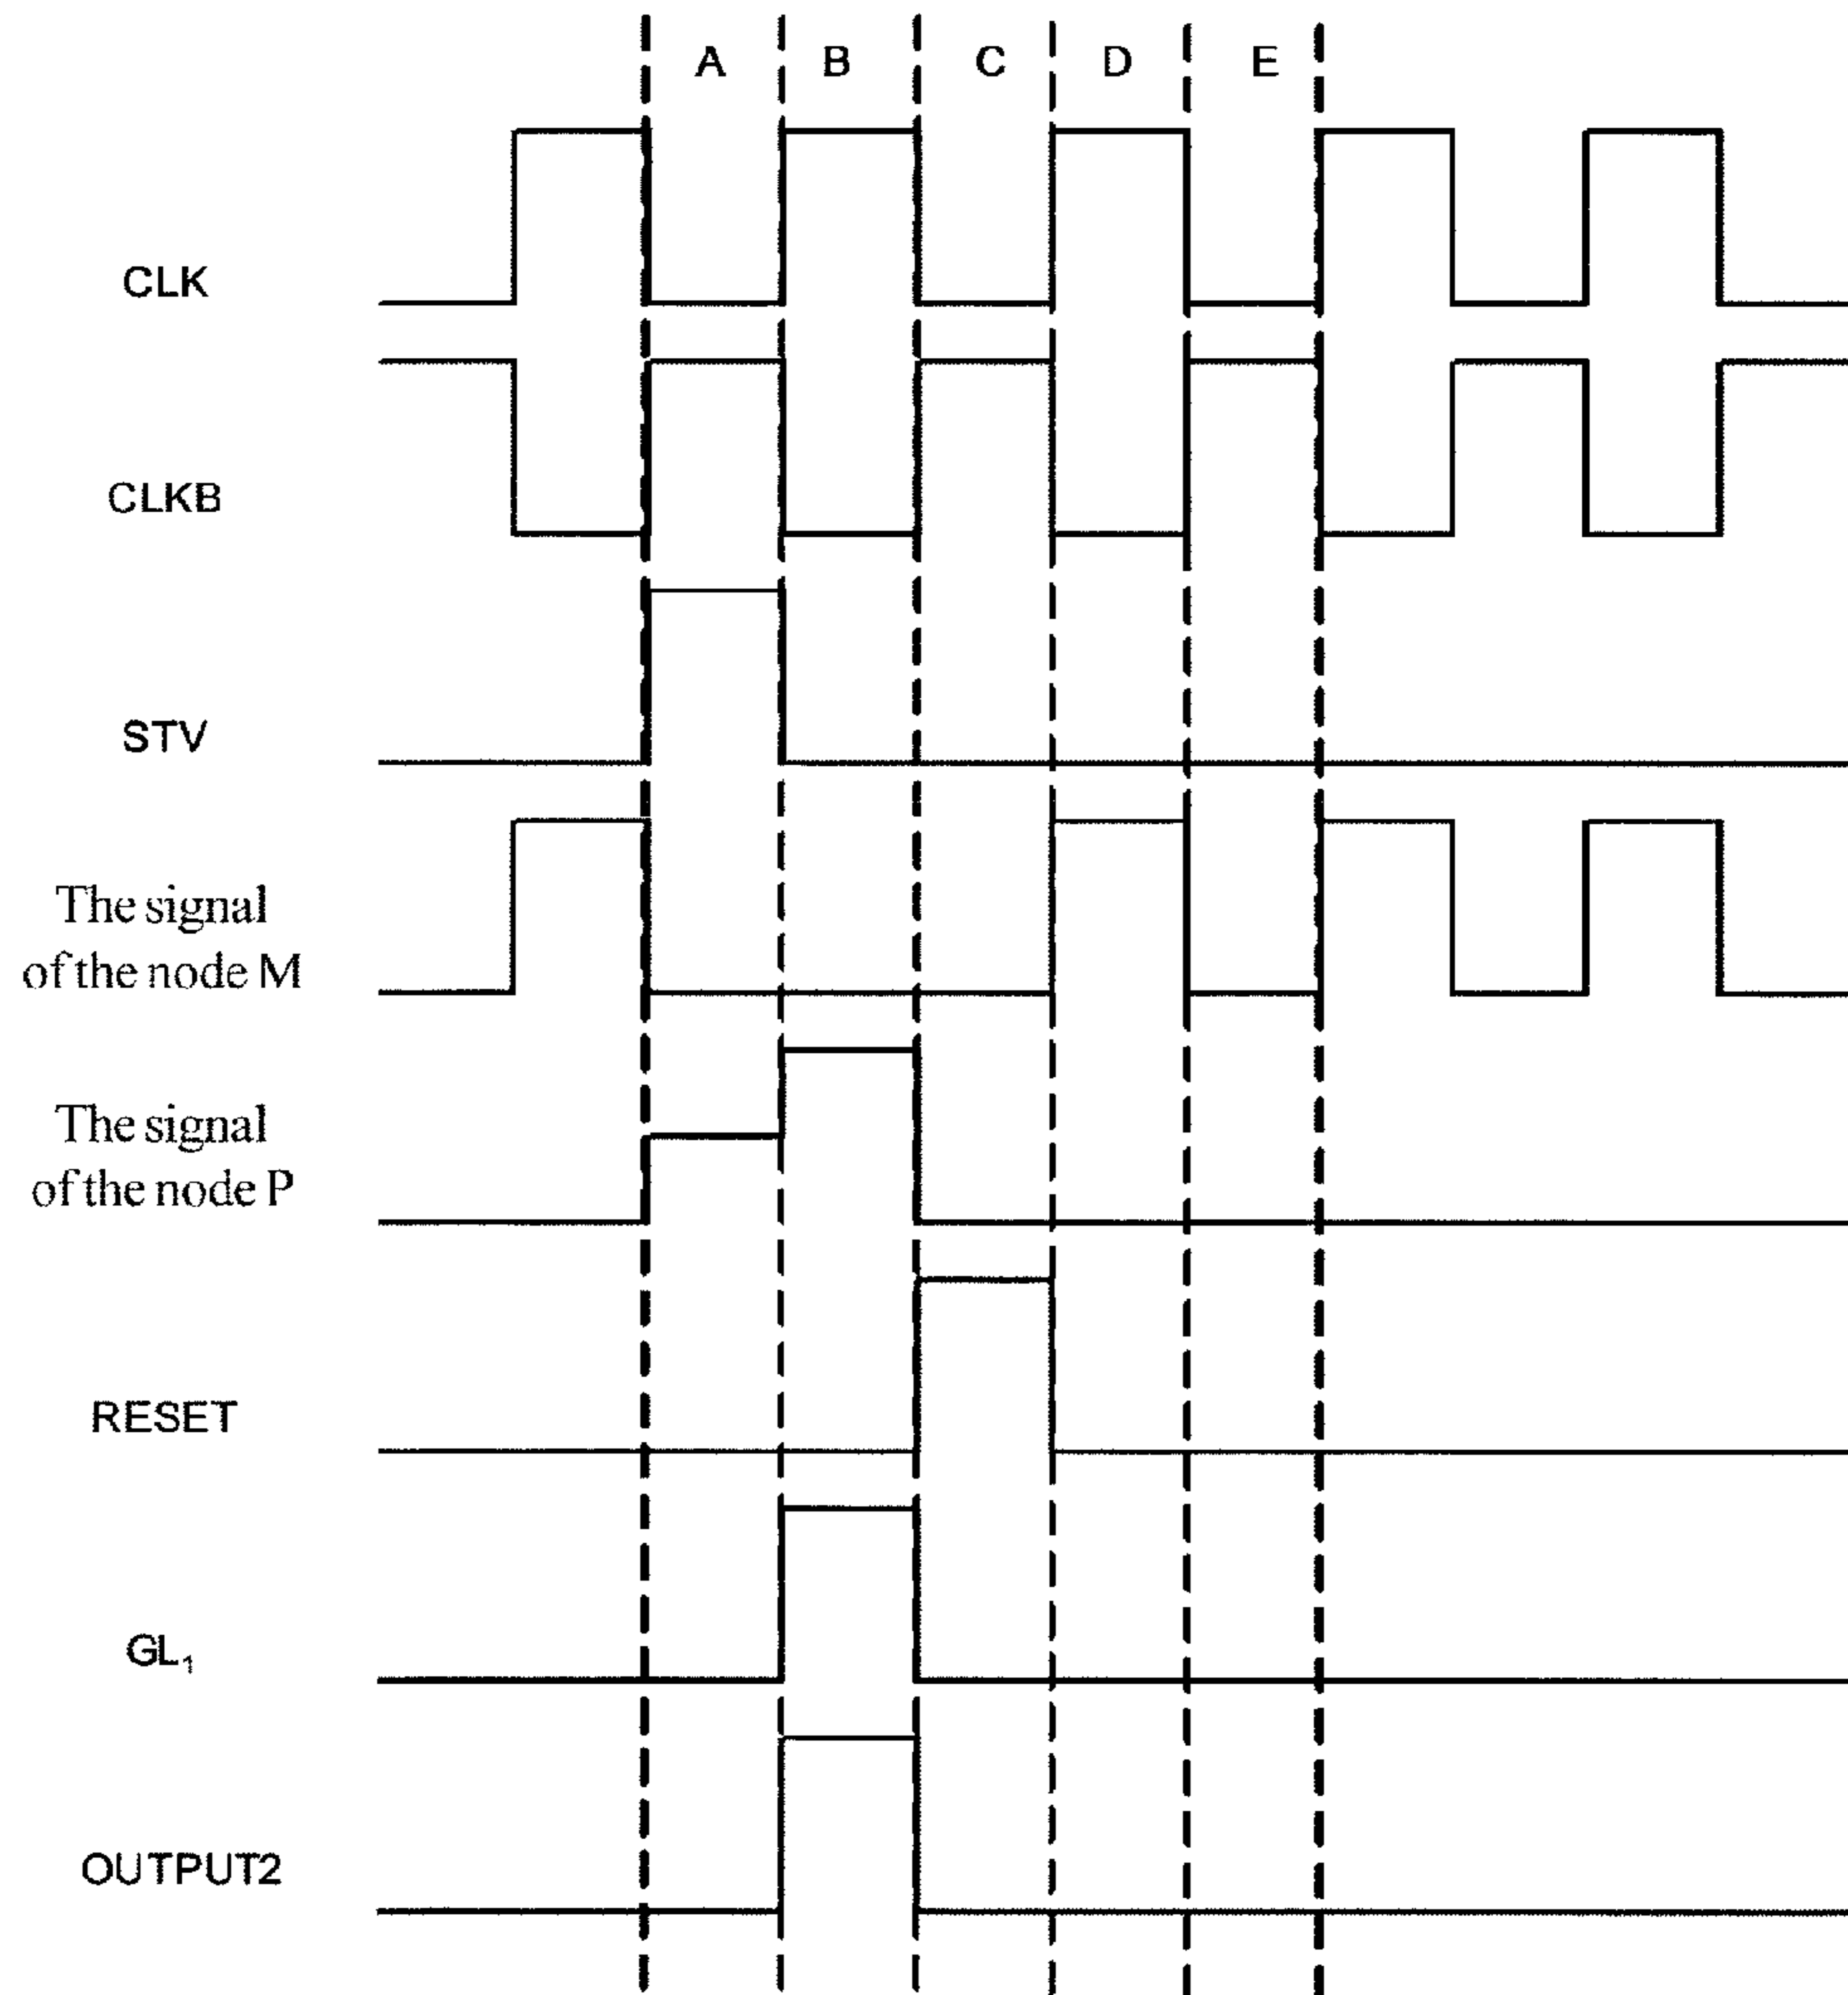 A B C D E
CLK
CLKB
STV
The signal
of the node M
The signal
of the node P
RESET
GL₁
OUTPUT2